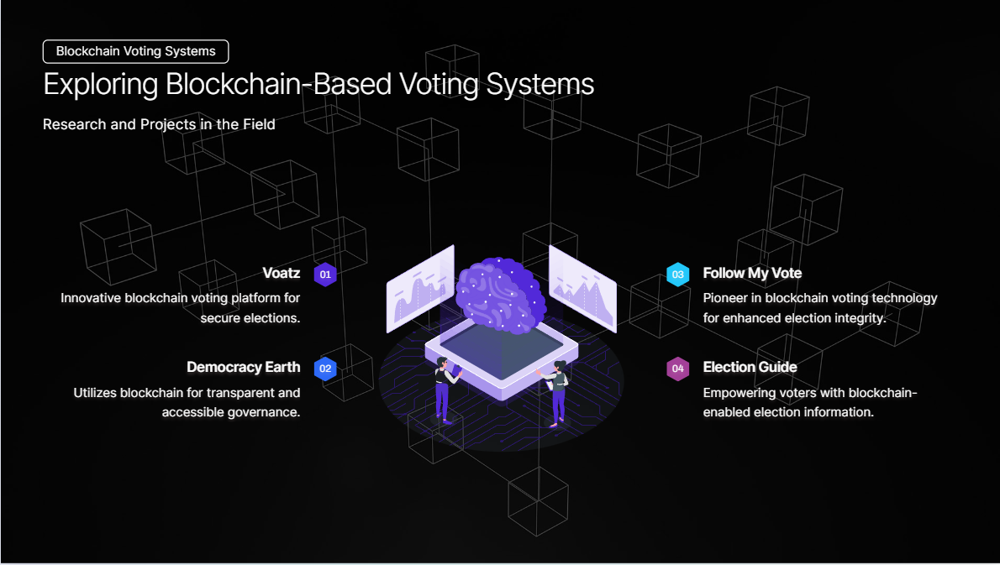 Blockchain Voting Systems
Exploring Blockchain-Based Voting Systems
Research and Projects in the Field
Voatz
01
Innovative blockchain voting platform for
secure elections.
Democracy Earth
02
Utilizes blockchain for transparent and
accessible governance.
03
Follow My Vote
Pioneer in blockchain voting technology
for enhanced election integrity.
04
Election Guide
Empowering voters with blockchain-
enabled election information.